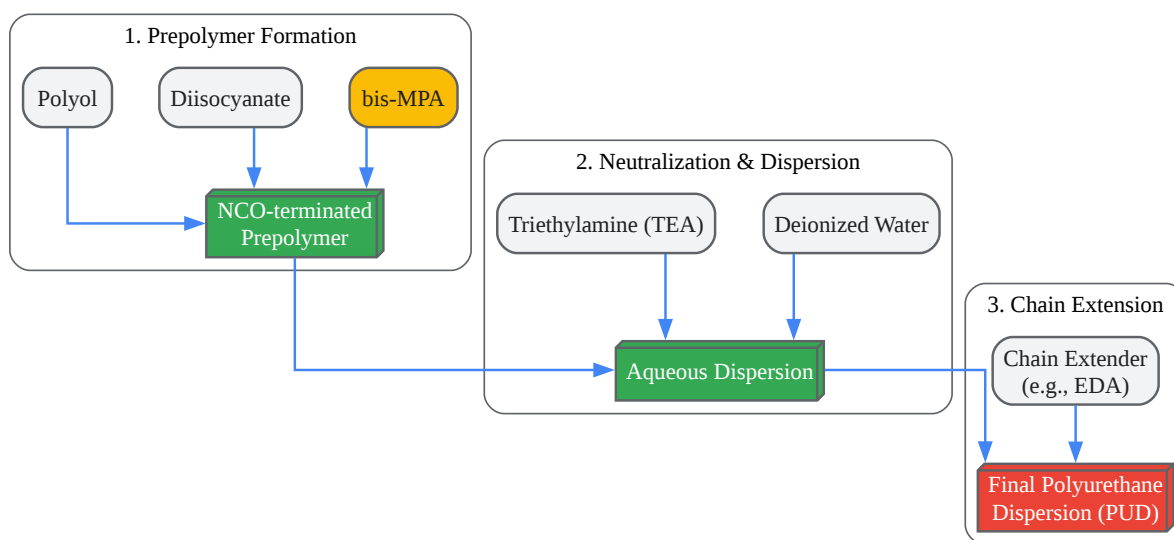 1. Prepolymer Formation
Polyol
Diisocyanate
bis-MPA
NCO-terminated
Prepolymer
2. Neutralization & Dispersion
Triethylamine (TEA)
Deionized Water
Aqueous Dispersion
3. Chain Extension
Chain Extender
(e.g., EDA)
Final Polyurethane
Dispersion (PUD)